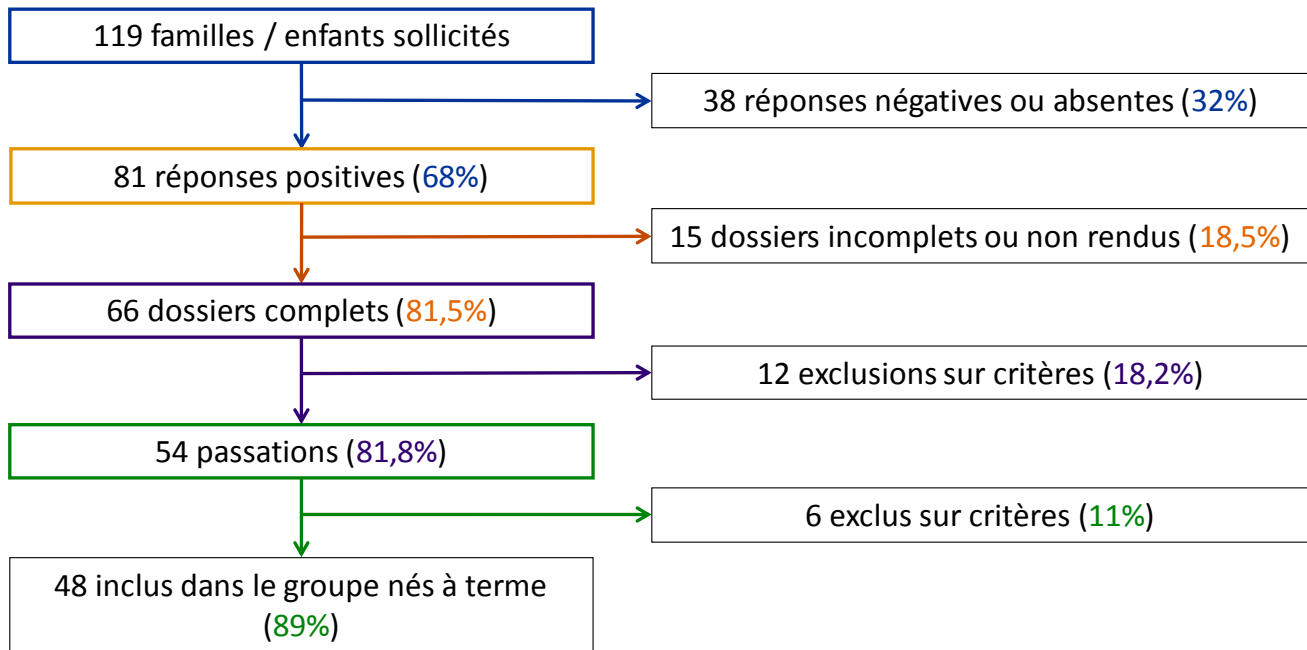 119 familles / enfants sollicités
38 réponses négatives ou absentes (32%)
81 réponses positives (68%)
15 dossiers incomplets ou non rendus (18,5%)
66 dossiers complets (81,5%)
12 exclusions sur critères (18,2%)
54 passations (81,8%)
6 exclus sur critères (11%)
48 inclus dans le groupe nés à terme
(89%)